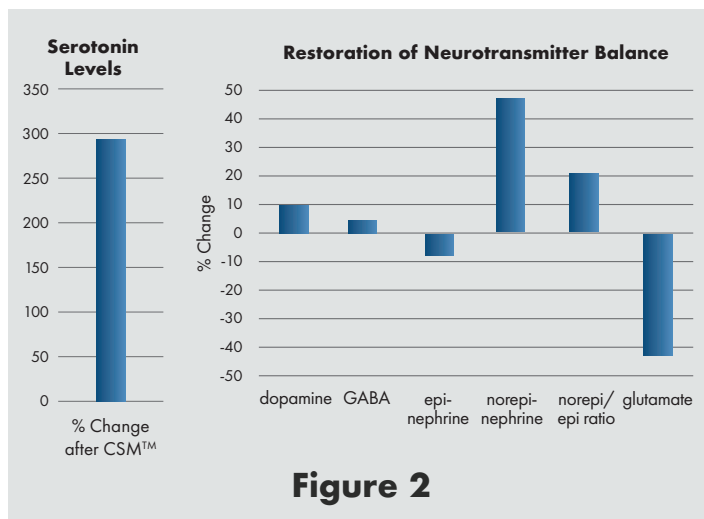 Serotonin
Levels
350
300
250
200
150
100
50
0
% Change
after CSM™
Restoration of Neurotransmitter Balance
% Change
50
40
30
20
10
0
-10
-20
-30
-40
-50
dopamine GABA epi- norepi- norepi/ glutamate
nephrine nephrine epi ratio
Figure 2